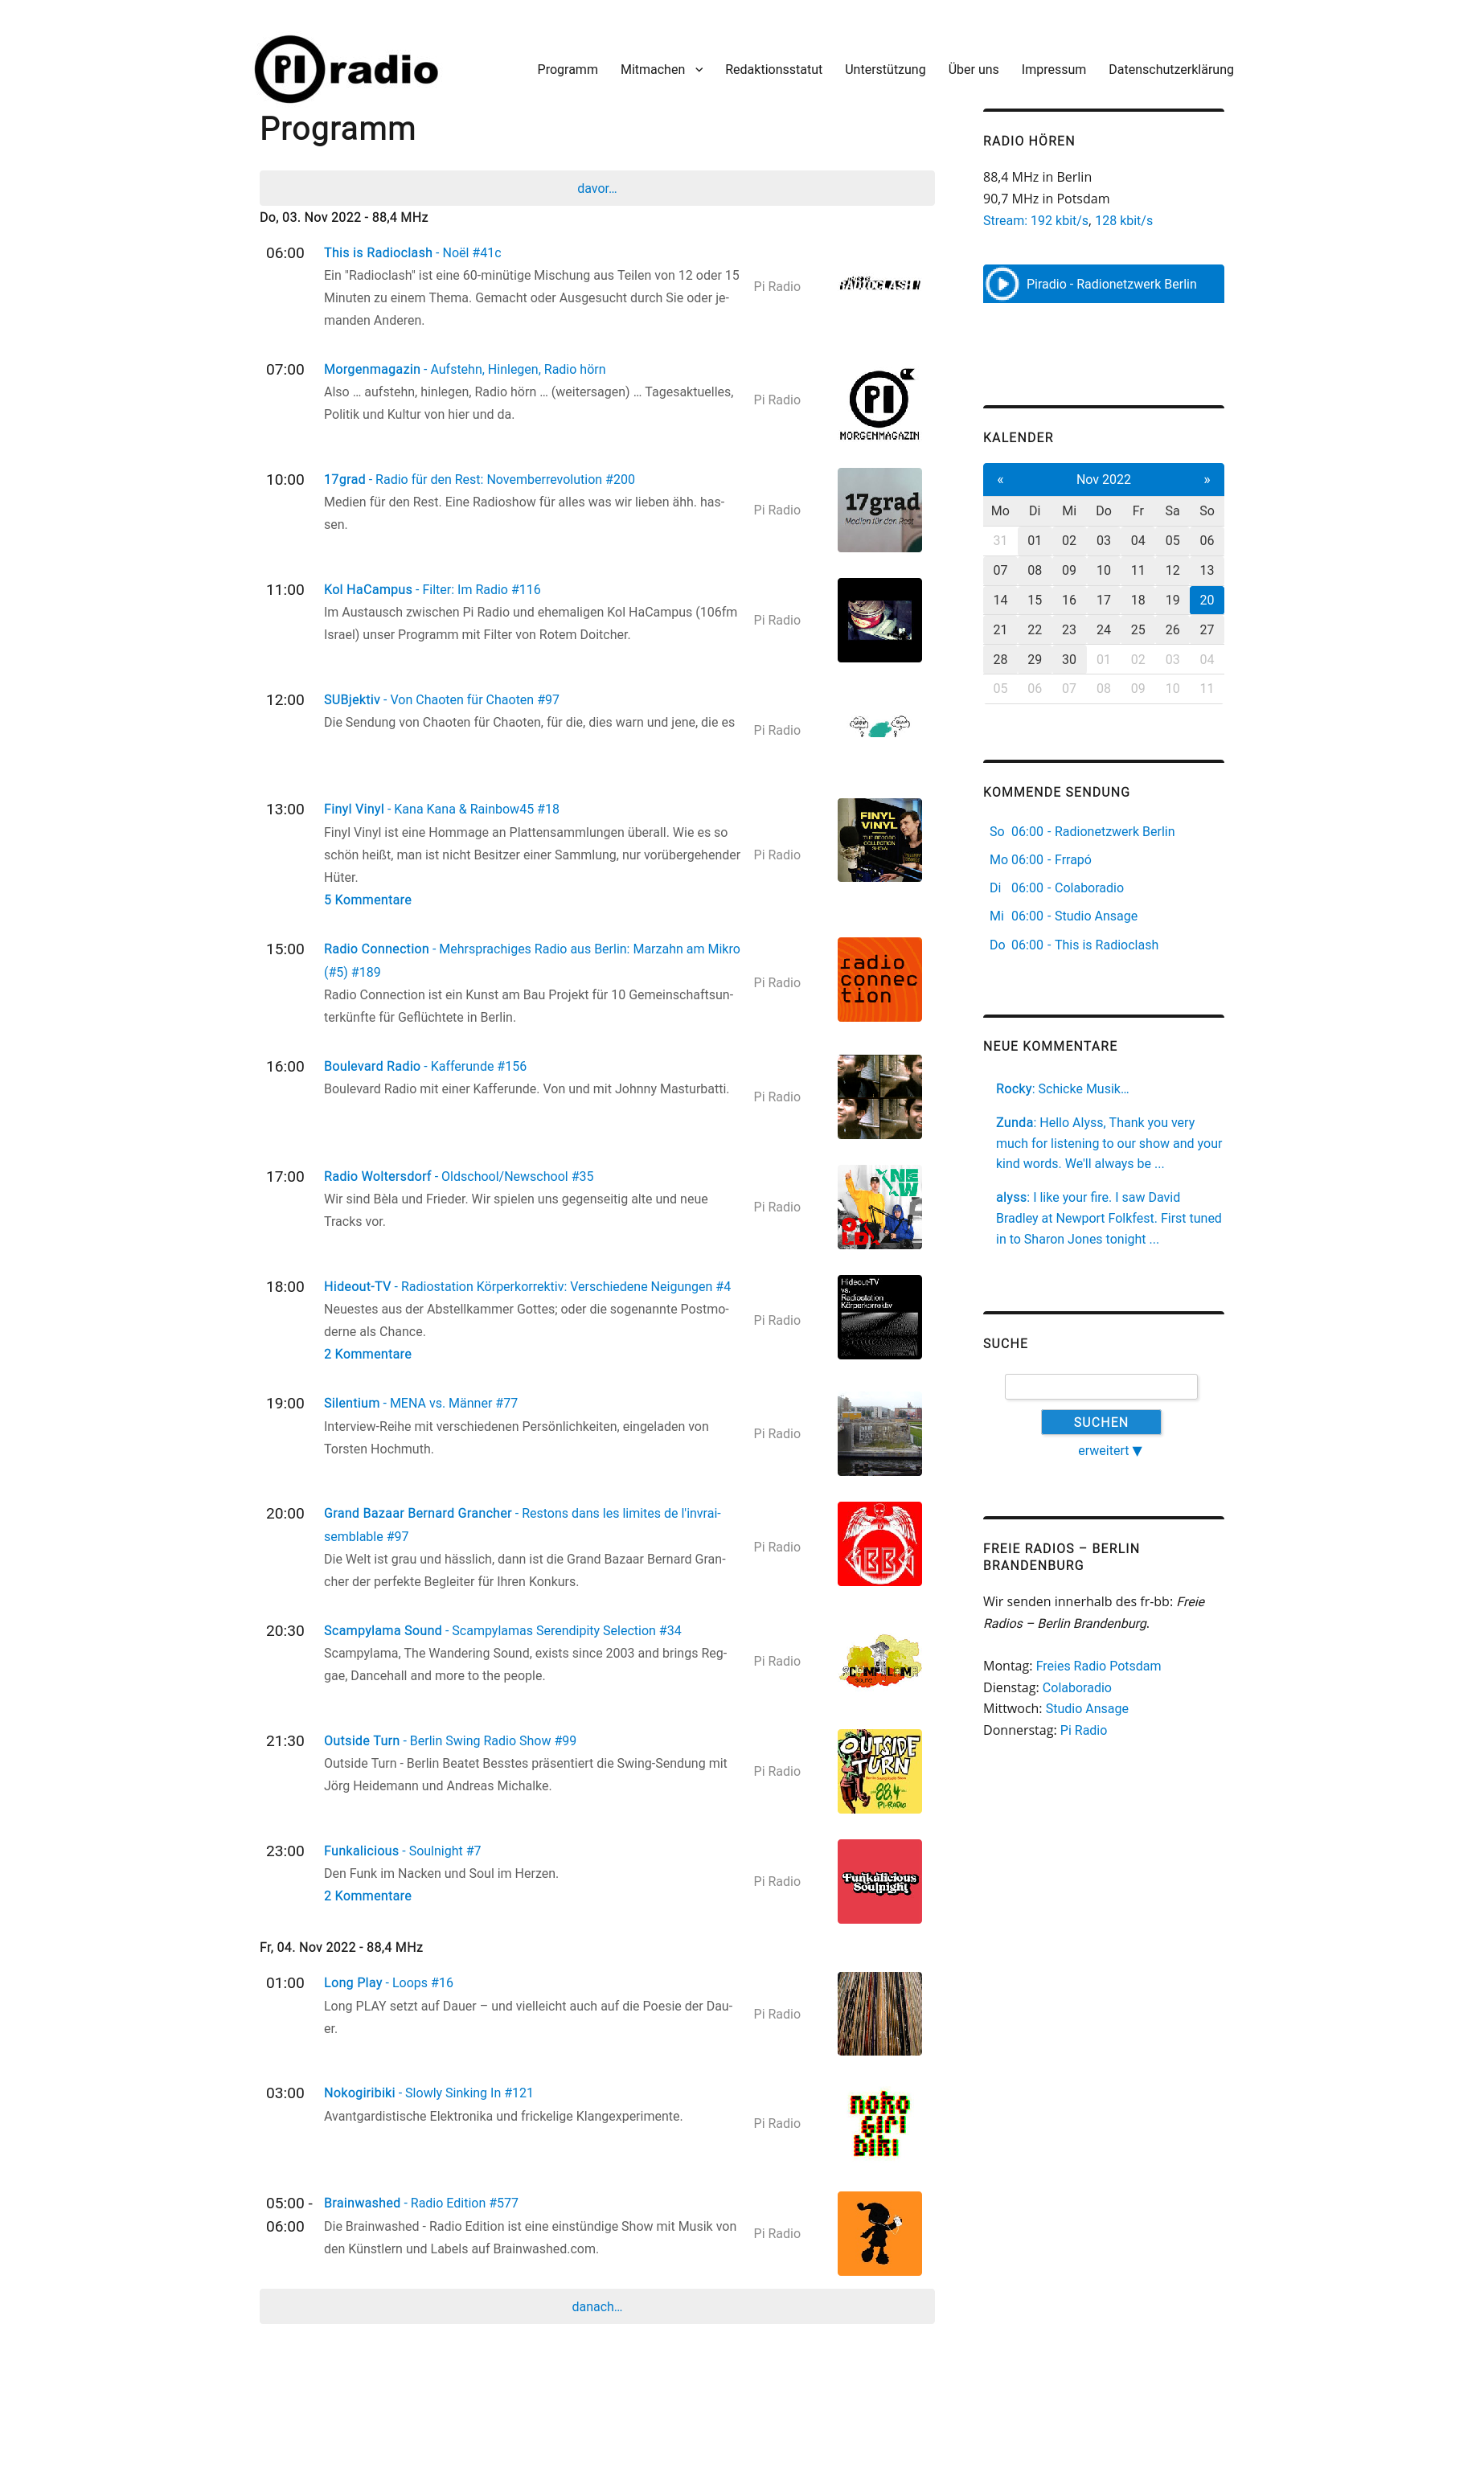 PI radio
Programm Mitmachen Redaktionsstatut Unterstützung Über uns Impressum Datenschutzerklärung
Programm
davor...
Do, 03. Nov 2022 - 88,4 MHz
06:00
This is Radioclash - Noël #41c
Ein "Radioclash" ist eine 60-minütige Mischung aus Teilen von 12 oder 15
Minuten zu einem Thema. Gemacht oder Ausgesucht durch Sie oder je-
manden Anderen.
Pi Radio
RADIOCLASH!
07:00
Morgenmagazin - Aufstehn, Hinlegen, Radio hörn
Also ... aufstehn, hinlegen, Radio hörn ... (weitersagen) ... Tagesaktuelles,
Politik und Kultur von hier und da.
Pi Radio
PI
MORGENMAGAZIN
10:00
17grad - Radio für den Rest: Novemberrevolution #200
Medien für den Rest. Eine Radioshow für alles was wir lieben ähh. has-
sen.
Pi Radio
17grad
Medien für den Rest
11:00
Kol HaCampus - Filter: Im Radio #116
Im Austausch zwischen Pi Radio und ehemaligen Kol HaCampus (106fm
Israel) unser Programm mit Filter von Rotem Doitcher.
Pi Radio
12:00
SUBjektiv - Von Chaoten für Chaoten #97
Die Sendung von Chaoten für Chaoten, für die, dies warn und jene, die es
Pi Radio
13:00
Finyl Vinyl - Kana Kana & Rainbow45 #18
Finyl Vinyl ist eine Hommage an Plattensammlungen überall. Wie es so
schön heißt, man ist nicht Besitzer einer Sammlung, nur vorübergehender
Hüter.
5 Kommentare
Pi Radio
FINYL
VINYL
THE RECORD
COLLECTION
SHOW
15:00
Radio Connection - Mehrsprachiges Radio aus Berlin: Marzahn am Mikro
(#5) #189
Radio Connection ist ein Kunst am Bau Projekt für 10 Gemeinschaftsun-
terkünfte für Geflüchtete in Berlin.
Pi Radio
radio
connec
tion
16:00
Boulevard Radio - Kafferunde #156
Boulevard Radio mit einer Kafferunde. Von und mit Johnny Masturbatti.
Pi Radio
17:00
Radio Woltersdorf - Oldschool/Newschool #35
Wir sind Bèla und Frieder. Wir spielen uns gegenseitig alte und neue
Tracks vor.
Pi Radio
NEW
OLD
18:00
Hideout-TV - Radiostation Körperkorrektiv: Verschiedene Neigungen #4
Neuestes aus der Abstellkammer Gottes; oder die sogenannte Postmo-
derne als Chance.
2 Kommentare
Pi Radio
Hideout-TV
vs.
Radiostation
Körperkorrektiv
19:00
Silentium - MENA vs. Männer #77
Interview-Reihe mit verschiedenen Persönlichkeiten, eingeladen von
Torsten Hochmuth.
Pi Radio
20:00
Grand Bazaar Bernard Grancher - Restons dans les limites de l'invrai-
semblable #97
Die Welt ist grau und hässlich, dann ist die Grand Bazaar Bernard Gran-
cher der perfekte Begleiter für Ihren Konkurs.
Pi Radio
GBBG
20:30
Scampylama Sound - Scampylamas Serendipity Selection #34
Scampylama, The Wandering Sound, exists since 2003 and brings Reg-
gae, Dancehall and more to the people.
Pi Radio
SCAMPYLAMA
21:30
Outside Turn - Berlin Swing Radio Show #99
Outside Turn - Berlin Beatet Besstes präsentiert die Swing-Sendung mit
Jörg Heidemann und Andreas Michalke.
Pi Radio
OUTSIDE
TURN
88,4
Pi-RADIO
23:00
Funkalicious - Soulnight #7
Den Funk im Nacken und Soul im Herzen.
2 Kommentare
Pi Radio
Funkalicious
Soulnight
Fr, 04. Nov 2022 - 88,4 MHz
01:00
Long Play - Loops #16
Long PLAY setzt auf Dauer – und vielleicht auch auf die Poesie der Dau-
er.
Pi Radio
03:00
Nokogiribiki - Slowly Sinking In #121
Avantgardistische Elektronika und frickelige Klangexperimente.
Pi Radio
noko
giri
biki
05:00 -
06:00
Brainwashed - Radio Edition #577
Die Brainwashed - Radio Edition ist eine einstündige Show mit Musik von
den Künstlern und Labels auf Brainwashed.com.
Pi Radio
danach...
RADIO HÖREN
88,4 MHz in Berlin
90,7 MHz in Potsdam
Stream: 192 kbit/s, 128 kbit/s
Piradio - Radionetzwerk Berlin
KALENDER
« Nov 2022 »
Mo Di Mi Do Fr Sa So
31 01 02 03 04 05 06
07 08 09 10 11 12 13
14 15 16 17 18 19 20
21 22 23 24 25 26 27
28 29 30 01 02 03 04
05 06 07 08 09 10 11
KOMMENDE SENDUNG
So 06:00 - Radionetzwerk Berlin
Mo 06:00 - Frrapó
Di 06:00 - Colaboradio
Mi 06:00 - Studio Ansage
Do 06:00 - This is Radioclash
NEUE KOMMENTARE
Rocky: Schicke Musik...
Zunda: Hello Alyss, Thank you very
much for listening to our show and your
kind words. We'll always be ...
alyss: I like your fire. I saw David
Bradley at Newport Folkfest. First tuned
in to Sharon Jones tonight ...
SUCHE
SUCHEN
erweitert ▼
FREIE RADIOS – BERLIN
BRANDENBURG
Wir senden innerhalb des fr-bb: Freie
Radios – Berlin Brandenburg.
Montag: Freies Radio Potsdam
Dienstag: Colaboradio
Mittwoch: Studio Ansage
Donnerstag: Pi Radio